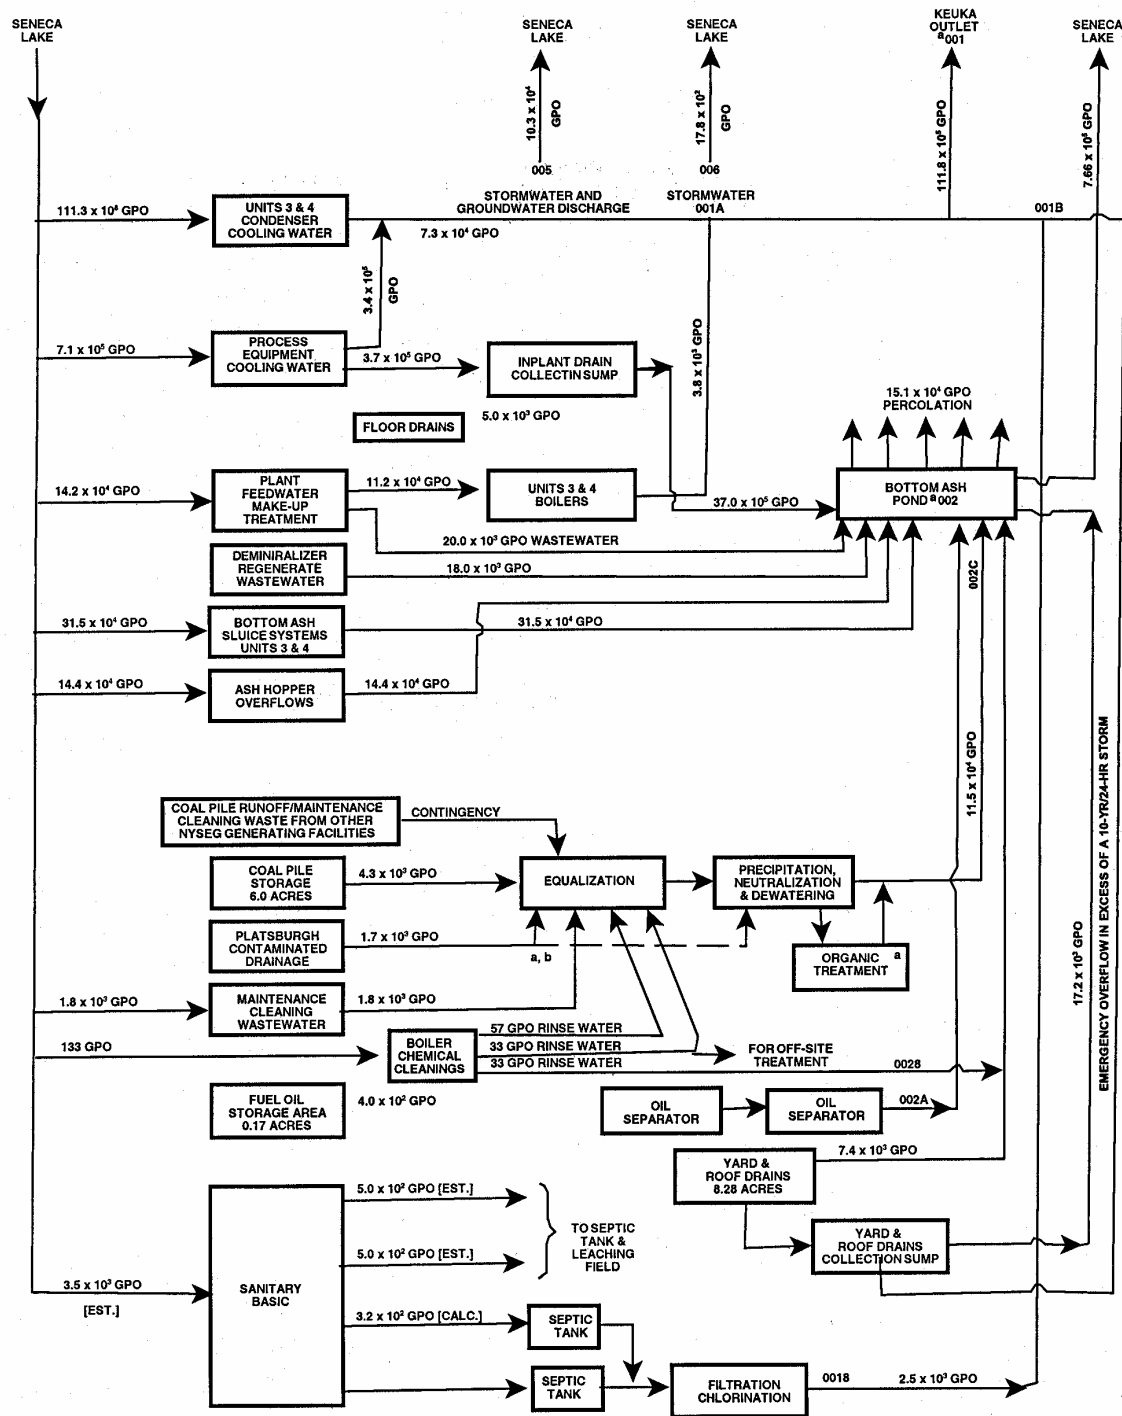 SENECA
LAKE
SENECA
LAKE
SENECA
LAKE
KEUKA
OUTLET
a 001
SENECA
LAKE
10.3 x 10⁴
GPO
17.8 x 10²
GPO
111.8 x 10⁵ GPO
7.66 x 10⁵ GPO
005
006
111.3 x 10⁶ GPO
UNITS 3 & 4
CONDENSER
COOLING WATER
STORMWATER AND
GROUNDWATER DISCHARGE
7.3 x 10⁴ GPO
STORMWATER
001A
001B
3.4 x 10⁵
GPO
7.1 x 10⁵ GPO
PROCESS
EQUIPMENT
COOLING WATER
3.7 x 10⁵ GPO
INPLANT DRAIN
COLLECTIN SUMP
3.8 x 10³ GPO
15.1 x 10⁴ GPO
PERCOLATION
FLOOR DRAINS
5.0 x 10³ GPO
14.2 x 10⁴ GPO
PLANT
FEEDWATER
MAKE-UP
TREATMENT
11.2 x 10⁴ GPO
UNITS 3 & 4
BOILERS
37.0 x 10⁵ GPO
BOTTOM ASH
POND a 002
20.0 x 10³ GPO WASTEWATER
DEMINIRALIZER
REGENERATE
WASTEWATER
18.0 x 10³ GPO
002C
31.5 x 10⁴ GPO
BOTTOM ASH
SLUICE SYSTEMS
UNITS 3 & 4
31.5 x 10⁴ GPO
14.4 x 10⁴ GPO
ASH HOPPER
OVERFLOWS
14.4 x 10⁴ GPO
11.5 x 10⁴ GPO
EMERGENCY OVERFLOW IN EXCESS OF A 10-YR/24-HR STORM
COAL PILE RUNOFF/MAINTENANCE
CLEANING WASTE FROM OTHER
NYSEG GENERATING FACILITIES
CONTINGENCY
COAL PILE
STORAGE
6.0 ACRES
4.3 x 10³ GPO
EQUALIZATION
PRECIPITATION,
NEUTRALIZATION
& DEWATERING
PLATSBURGH
CONTAMINATED
DRAINAGE
1.7 x 10³ GPO
a, b
ORGANIC
TREATMENT
a
17.2 x 10³ GPO
1.8 x 10³ GPO
MAINTENANCE
CLEANING
WASTEWATER
1.8 x 10³ GPO
133 GPO
BOILER
CHEMICAL
CLEANINGS
57 GPO RINSE WATER
33 GPO RINSE WATER
33 GPO RINSE WATER
FOR OFF-SITE
TREATMENT
0028
FUEL OIL
STORAGE AREA
0.17 ACRES
4.0 x 10² GPO
OIL
SEPARATOR
OIL
SEPARATOR
002A
YARD &
ROOF DRAINS
8.28 ACRES
7.4 x 10³ GPO
YARD &
ROOF DRAINS
COLLECTION SUMP
3.5 x 10³ GPO
[EST.]
SANITARY
BASIC
5.0 x 10² GPO [EST.]
5.0 x 10² GPO [EST.]
TO SEPTIC
TANK &
LEACHING
FIELD
3.2 x 10² GPO [CALC.]
SEPTIC
TANK
SEPTIC
TANK
FILTRATION
CHLORINATION
0018
2.5 x 10³ GPO